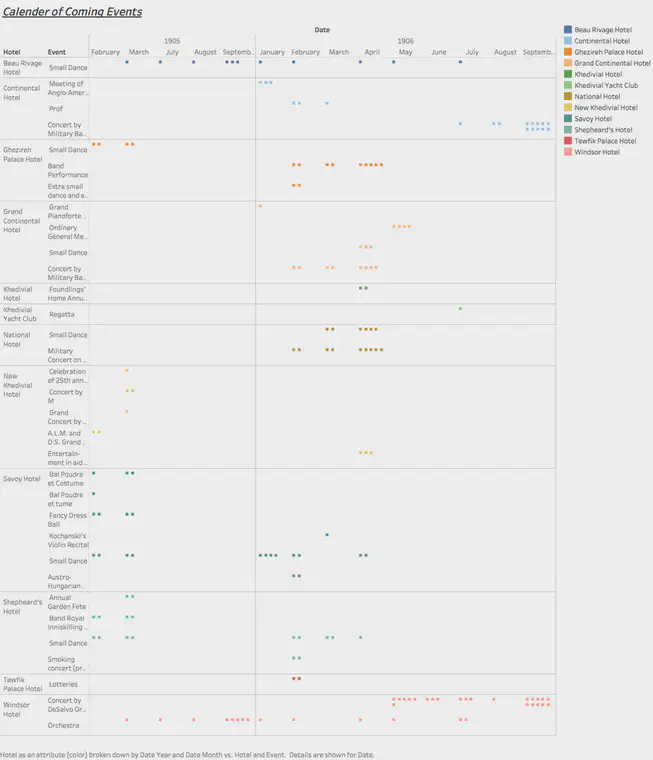 Calender of Coming Events
Date
1905 1906
Hotel Event February March July August Septemb.. January February March April May June July August Septemb..
Beau Rivage
Hotel
Small Dance
Continental
Hotel
Meeting of
Anglo-Amer..
Prof
Concert by
Military Ba..
Ghezireh
Palace Hotel
Small Dance
Band
Performance
Extra small
dance and e..
Grand
Continental
Hotel
Grand
Pianoforte ..
Ordinary
General Me..
Small Dance
Concert by
Military Ba..
Khedivial
Hotel
Foundlings'
Home Annu..
Khedivial
Yacht Club
Regatta
National
Hotel
Small Dance
Military
Concert on ..
New
Khedivial
Hotel
Celebration
of 25th ann..
Concert by
M
Grand
Concert by ..
A.L.M. and
D.S. Grand ..
Entertain-
ment in aid ..
Savoy Hotel
Bal Poudre
et Costume
Bal Poudre
et tume
Fancy Dress
Ball
Kochanski's
Violin Recital
Small Dance
Austro-
Hungarian ..
Shepheard's
Hotel
Annual
Garden Fete
Band Royal
Inniskilling ..
Small Dance
Smoking
concert (pr..
Tewfik
Palace Hotel
Lotteries
Windsor
Hotel
Concert by
DeSalvo Or..
Orchestra
Beau Rivage Hotel
Continental Hotel
Ghezireh Palace Hotel
Grand Continental Hotel
Khedivial Hotel
Khedivial Yacht Club
National Hotel
New Khedivial Hotel
Savoy Hotel
Shepheard's Hotel
Tewfik Palace Hotel
Windsor Hotel
Hotel as an attribute (color) broken down by Date Year and Date Month vs. Hotel and Event. Details are shown for Date.